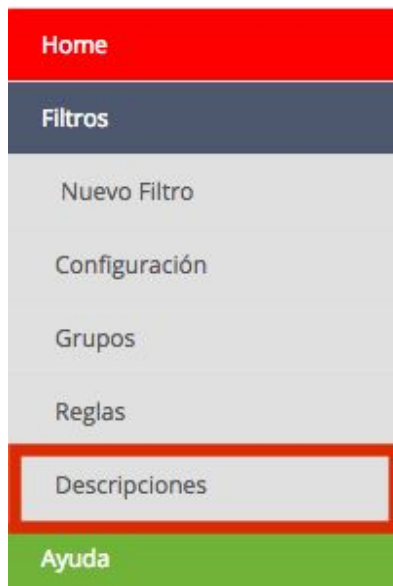 Home
Filtros
Nuevo Filtro
Configuración
Grupos
Reglas
Descripciones
Ayuda